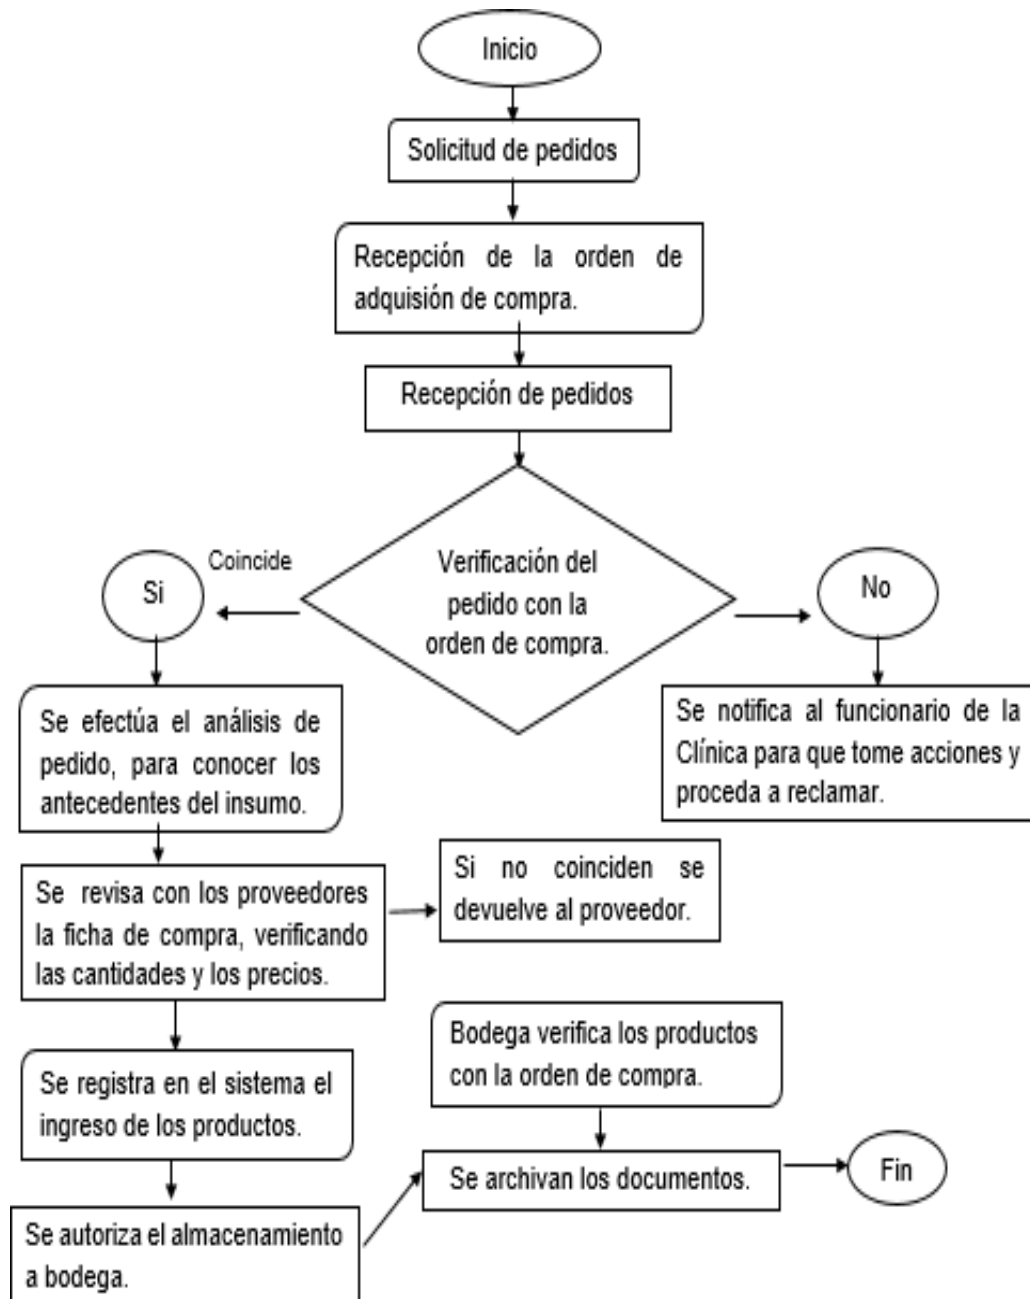 Inicio
Solicitud de pedidos
Recepción de la orden de
adquisión de compra.
Recepción de pedidos
Verificación del
pedido con la
orden de compra.
Coincide
Si
No
Se efectúa el análisis de
pedido, para conocer los
antecedentes del insumo.
Se notifica al funcionario de la
Clínica para que tome acciones y
proceda a reclamar.
Se revisa con los proveedores
la ficha de compra, verificando
las cantidades y los precios.
Si no coinciden se
devuelve al proveedor.
Se registra en el sistema el
ingreso de los productos.
Bodega verifica los productos
con la orden de compra.
Se autoriza el almacenamiento
a bodega.
Se archivan los documentos.
Fin